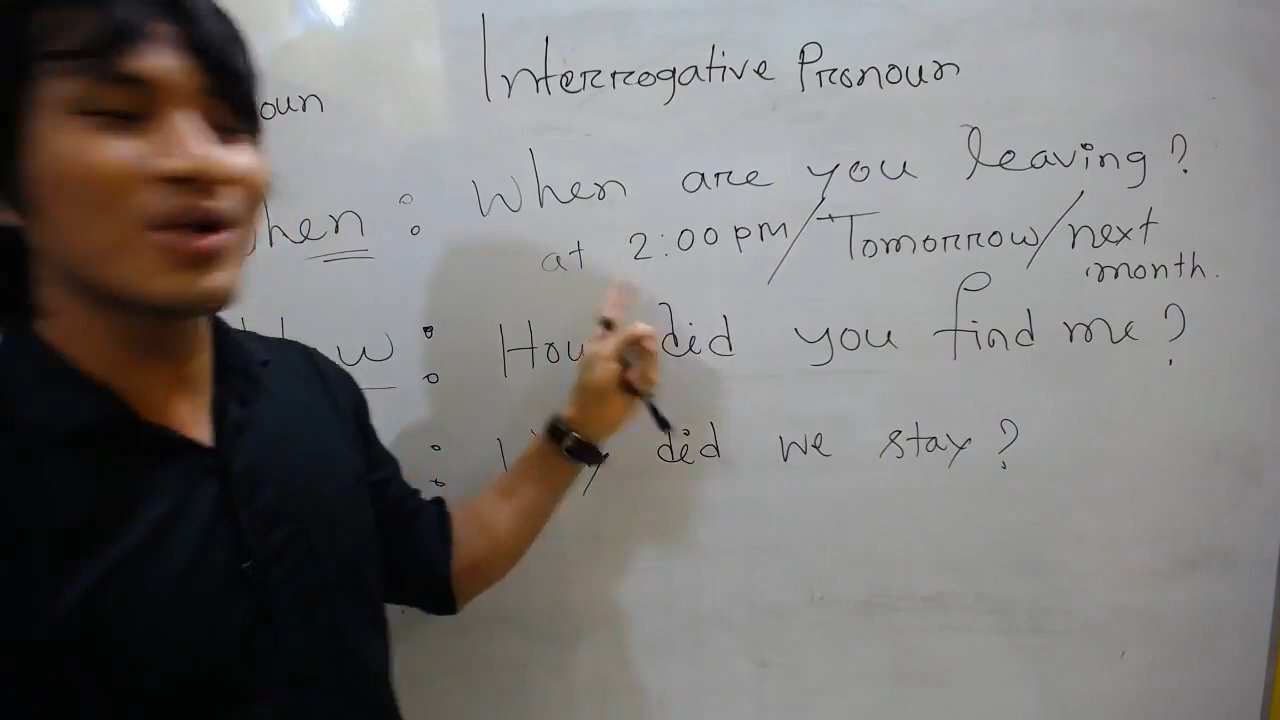 Interrogative Pronoun
oun
hen : When are you leaving?
at 2:00 pm / Tomorrow / next
month.
w : How did you find me ?
: did we stay ?